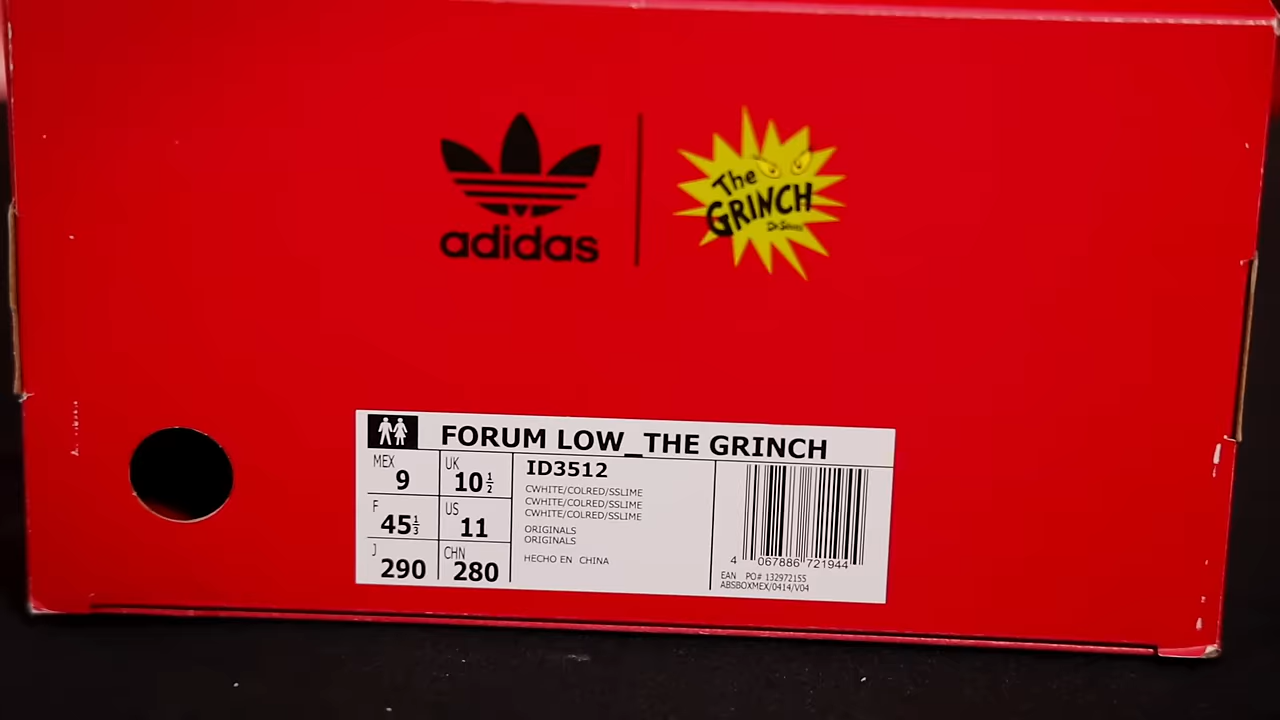 adidas
The
GRINCH
Dr. Seuss
FORUM LOW_THE GRINCH
MEX
9
UK
10½
F
45⅓
US
11
J
290
CHN
280
ID3512
CWHITE/COLRED/SSLIME
CWHITE/COLRED/SSLIME
CWHITE/COLRED/SSLIME
ORIGINALS
ORIGINALS
HECHO EN CHINA
4 067886 721944
EAN PO# 132972155
ABSBOXMEX/0414/V04